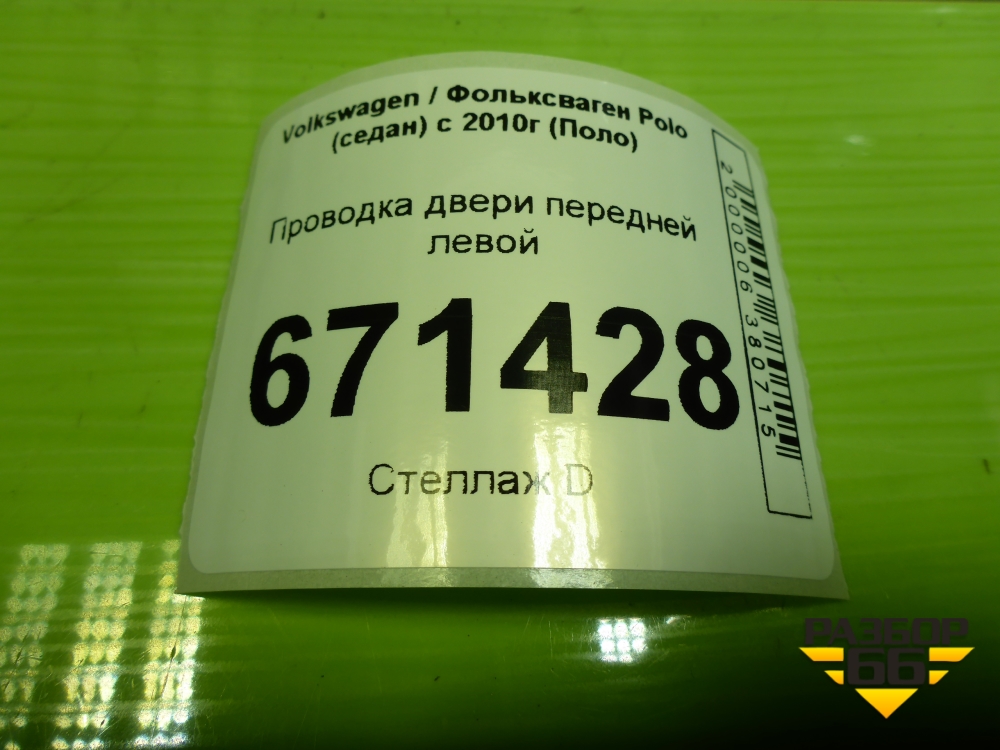 Volkswagen / Фольксваген Polo
(седан) с 2010г (Поло)
Проводка двери передней
левой
671428
Стеллаж D
2000006380715
РАЗБОР
66